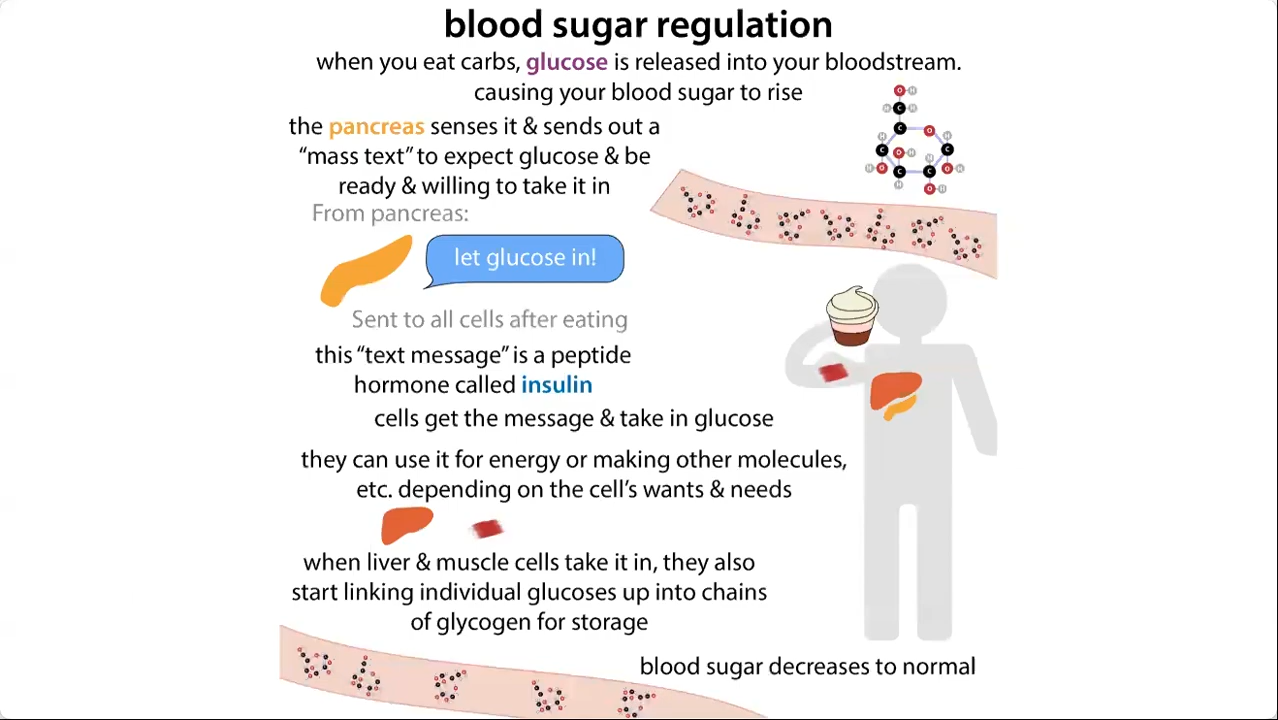 blood sugar regulation
when you eat carbs, glucose is released into your bloodstream.
causing your blood sugar to rise
the pancreas senses it & sends out a
“mass text” to expect glucose & be
ready & willing to take it in
From pancreas:
let glucose in!
Sent to all cells after eating
this “text message” is a peptide
hormone called insulin
cells get the message & take in glucose
they can use it for energy or making other molecules,
etc. depending on the cell’s wants & needs
when liver & muscle cells take it in, they also
start linking individual glucoses up into chains
of glycogen for storage
blood sugar decreases to normal